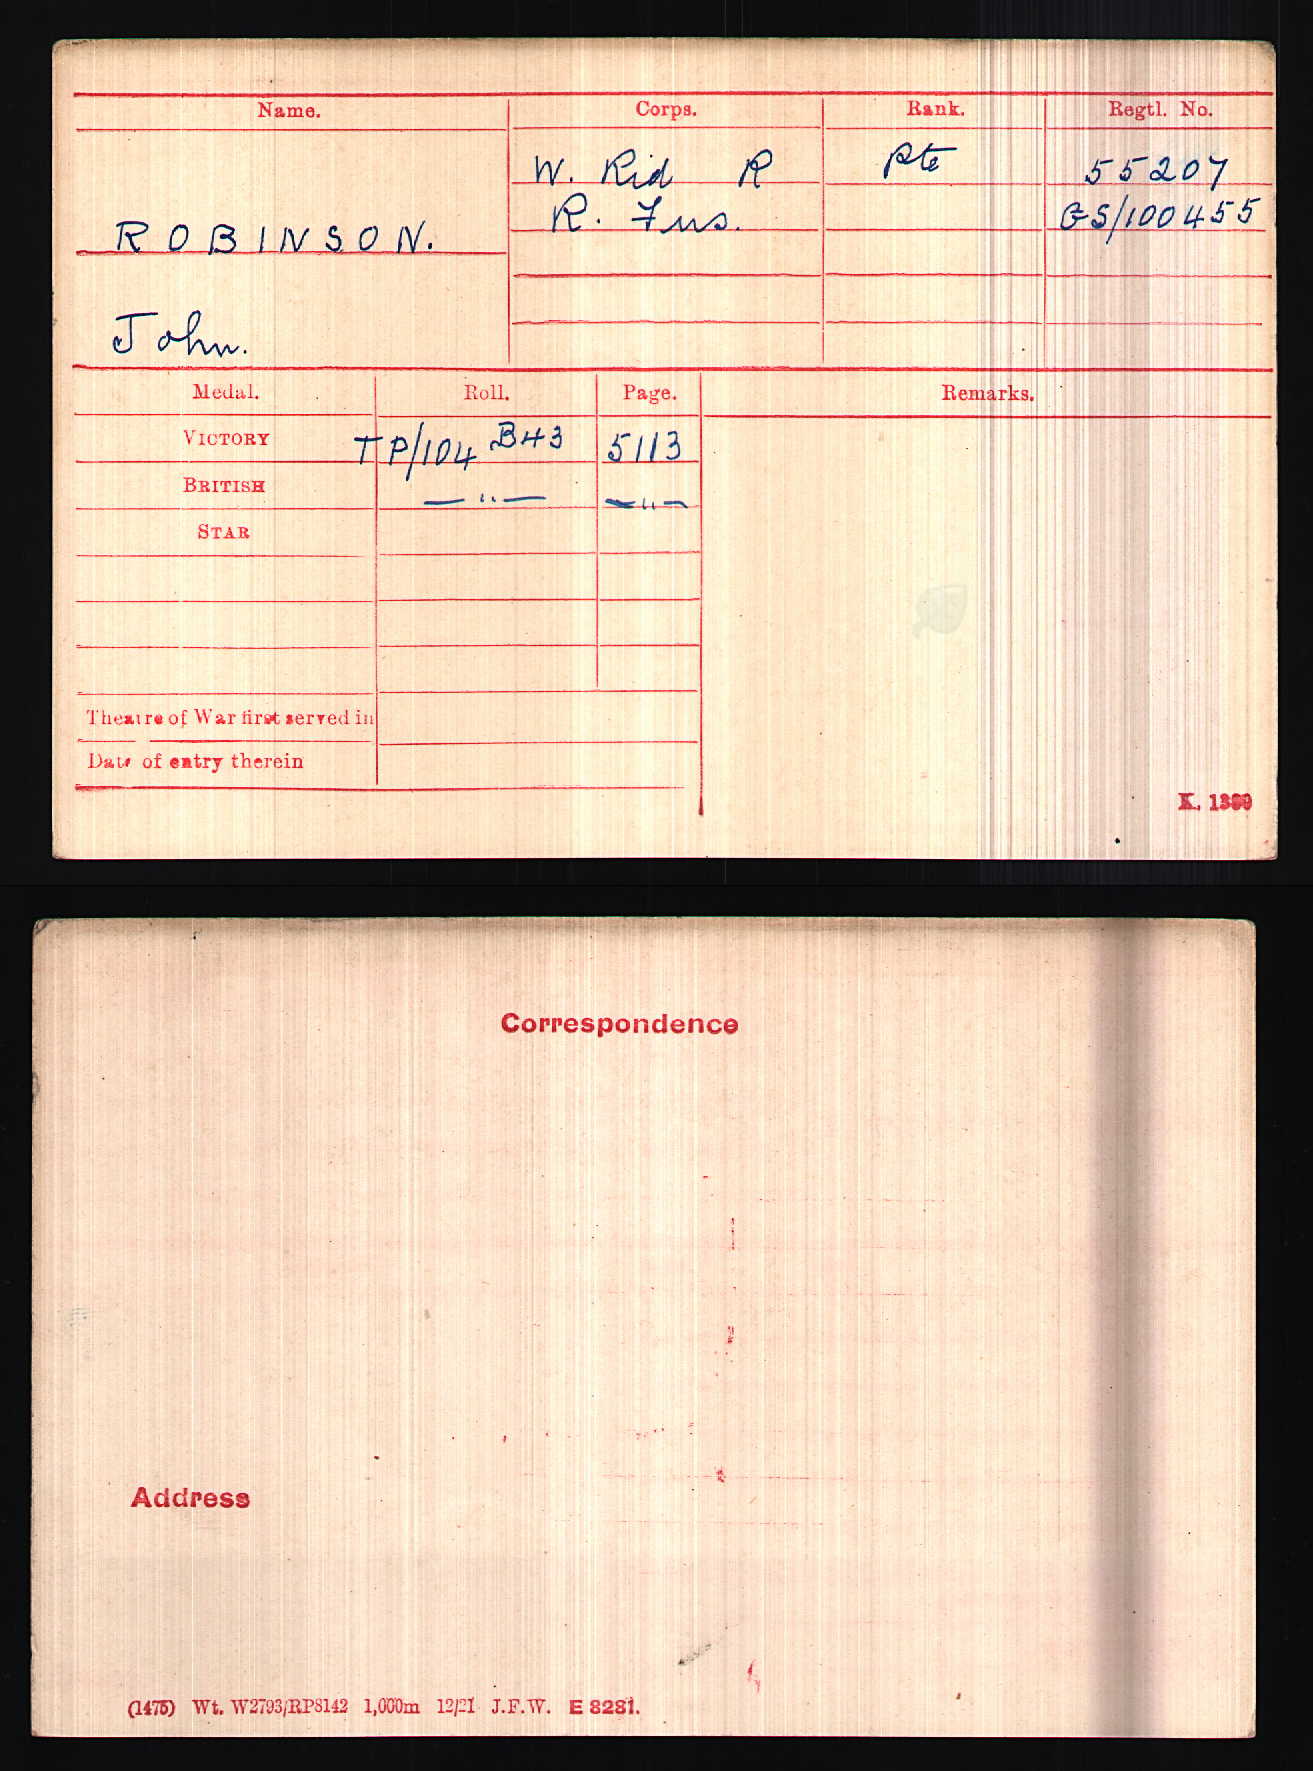 Name. Corps. Rank. Regtl. No.
W. Rid R Pte 55207
R. Fus. GS/100455
ROBINSON.
John.
Medal. Roll. Page. Remarks.
VICTORY TP/104 B43 5113
BRITISH —"— —"—
STAR
Theatre of War first served in
Date of entry therein
K. 1380
Correspondence
Address
(1475) Wt. W2793/RP8142 1,000m 12/21 J.F.W. E 8281.